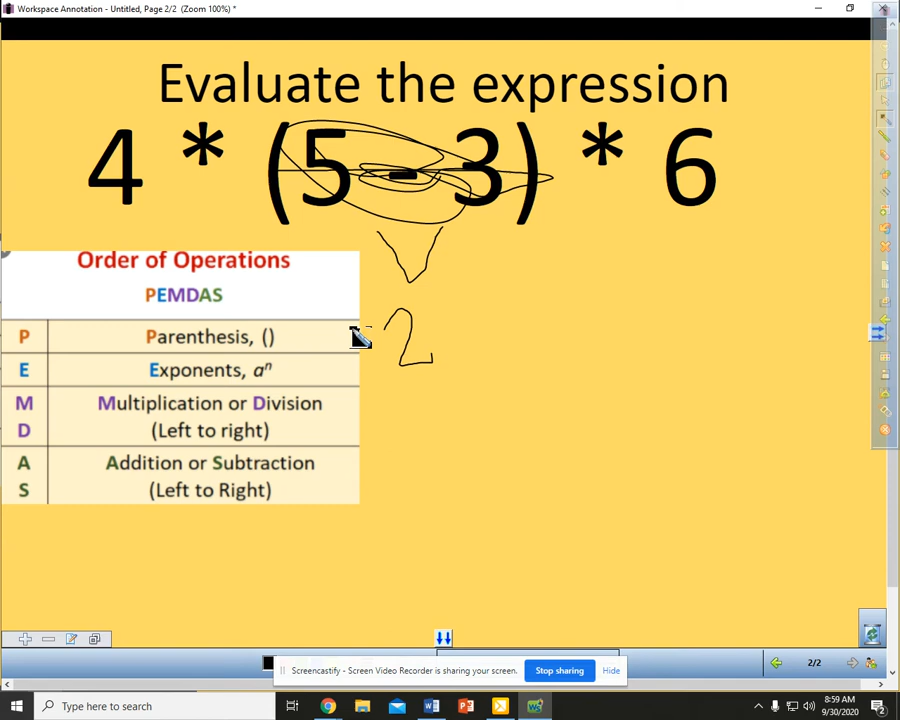 Workspace Annotation - Untitled, Page 2/2 (Zoom 100%) *
Evaluate the expression
4 * (5 - 3) * 6
2
Order of Operations
PEMDAS
P Parenthesis, ()
E Exponents, aⁿ
M Multiplication or Division
D (Left to right)
A Addition or Subtraction
S (Left to Right)
2/2
Screencastify - Screen Video Recorder is sharing your screen. Stop sharing Hide
Type here to search
8:59 AM
9/30/2020
2